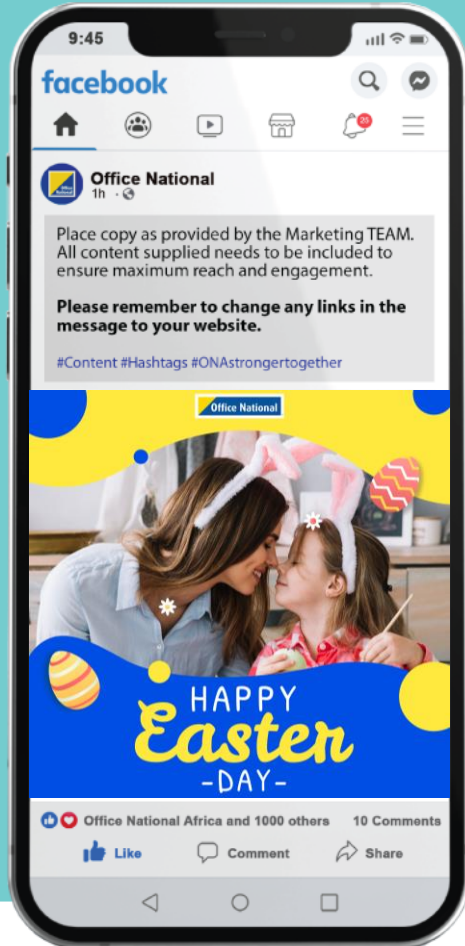 9:45
facebook
25
Office National
1h
Place copy as provided by the Marketing TEAM.
All content supplied needs to be included to
ensure maximum reach and engagement.
Please remember to change any links in the
message to your website.
#Content #Hashtags #ONAstrongertogether
Office National
HAPPY
Easter
-DAY-
Office National Africa and 1000 others 10 Comments
Like Comment Share